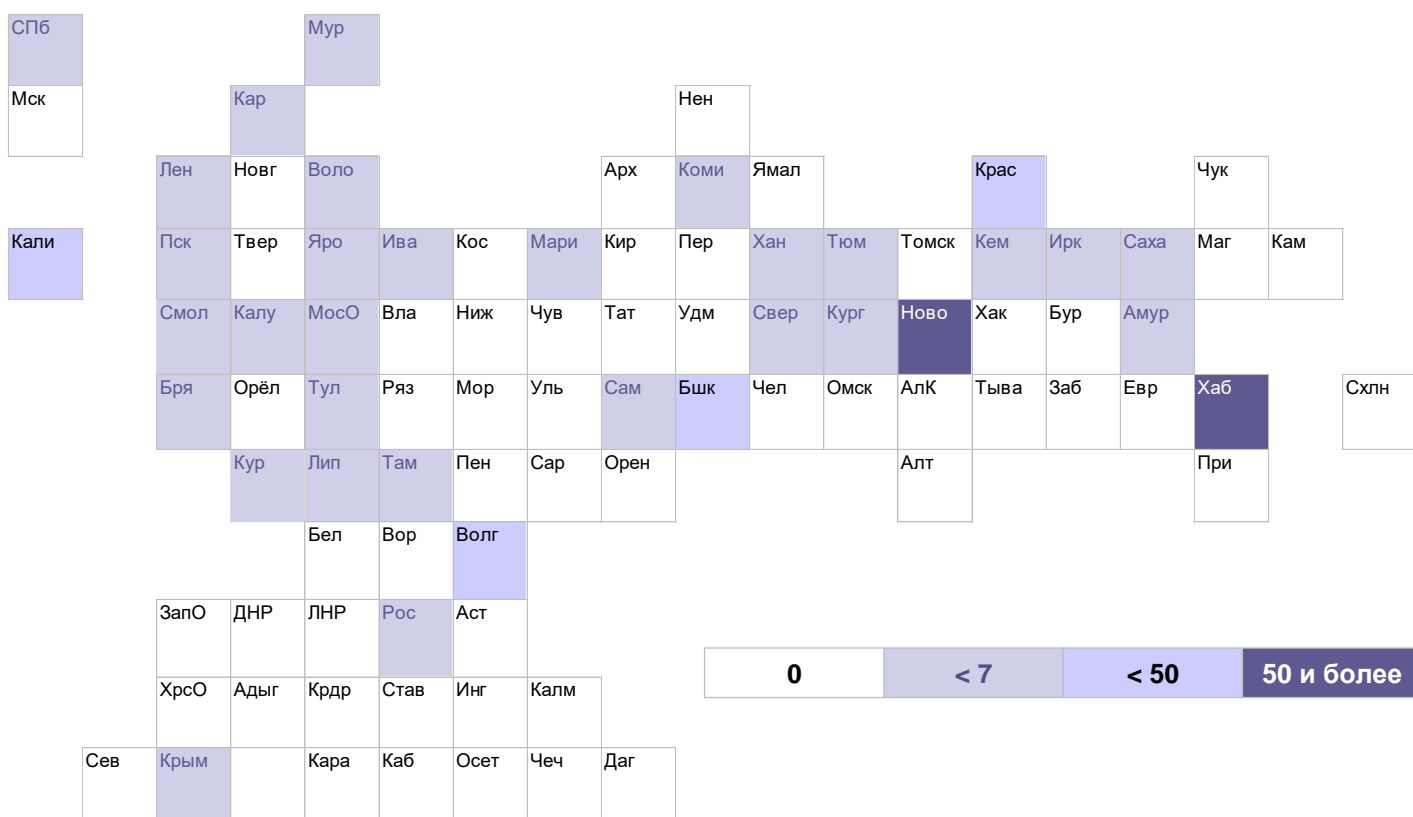 СПб Мур
Мск Кар Нен
Лен Новг Воло Арх Коми Ямал Крас Чук
Кали Пск Твер Яро Ива Кос Мари Кир Пер Хан Тюм Томск Кем Ирк Саха Маг Кам
Смол Калу МосО Вла Ниж Чув Тат Удм Свер Кург Ново Хак Бур Амур
Бря Орёл Тул Ряз Мор Уль Сам Бшк Чел Омск АлК Тыва Заб Евр Хаб Схлн
Кур Лип Там Пен Сар Орен Алт При
Бел Вор Волг
ЗапО ДНР ЛНР Рос Аст
0 < 7 < 50 50 и более
ХрсО Адыг Крдр Став Инг Калм
Сев Крым Кара Каб Осет Чеч Даг